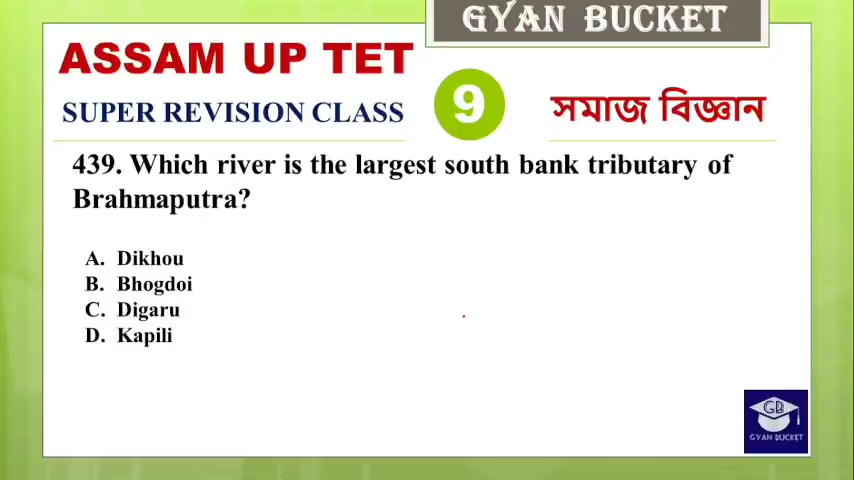 GYAN BUCKET
ASSAM UP TET
SUPER REVISION CLASS
9
সমাজ বিজ্ঞান
439. Which river is the largest south bank tributary of
Brahmaputra?
A. Dikhou
B. Bhogdoi
C. Digaru
D. Kapili
GB
GYAN BUCKET